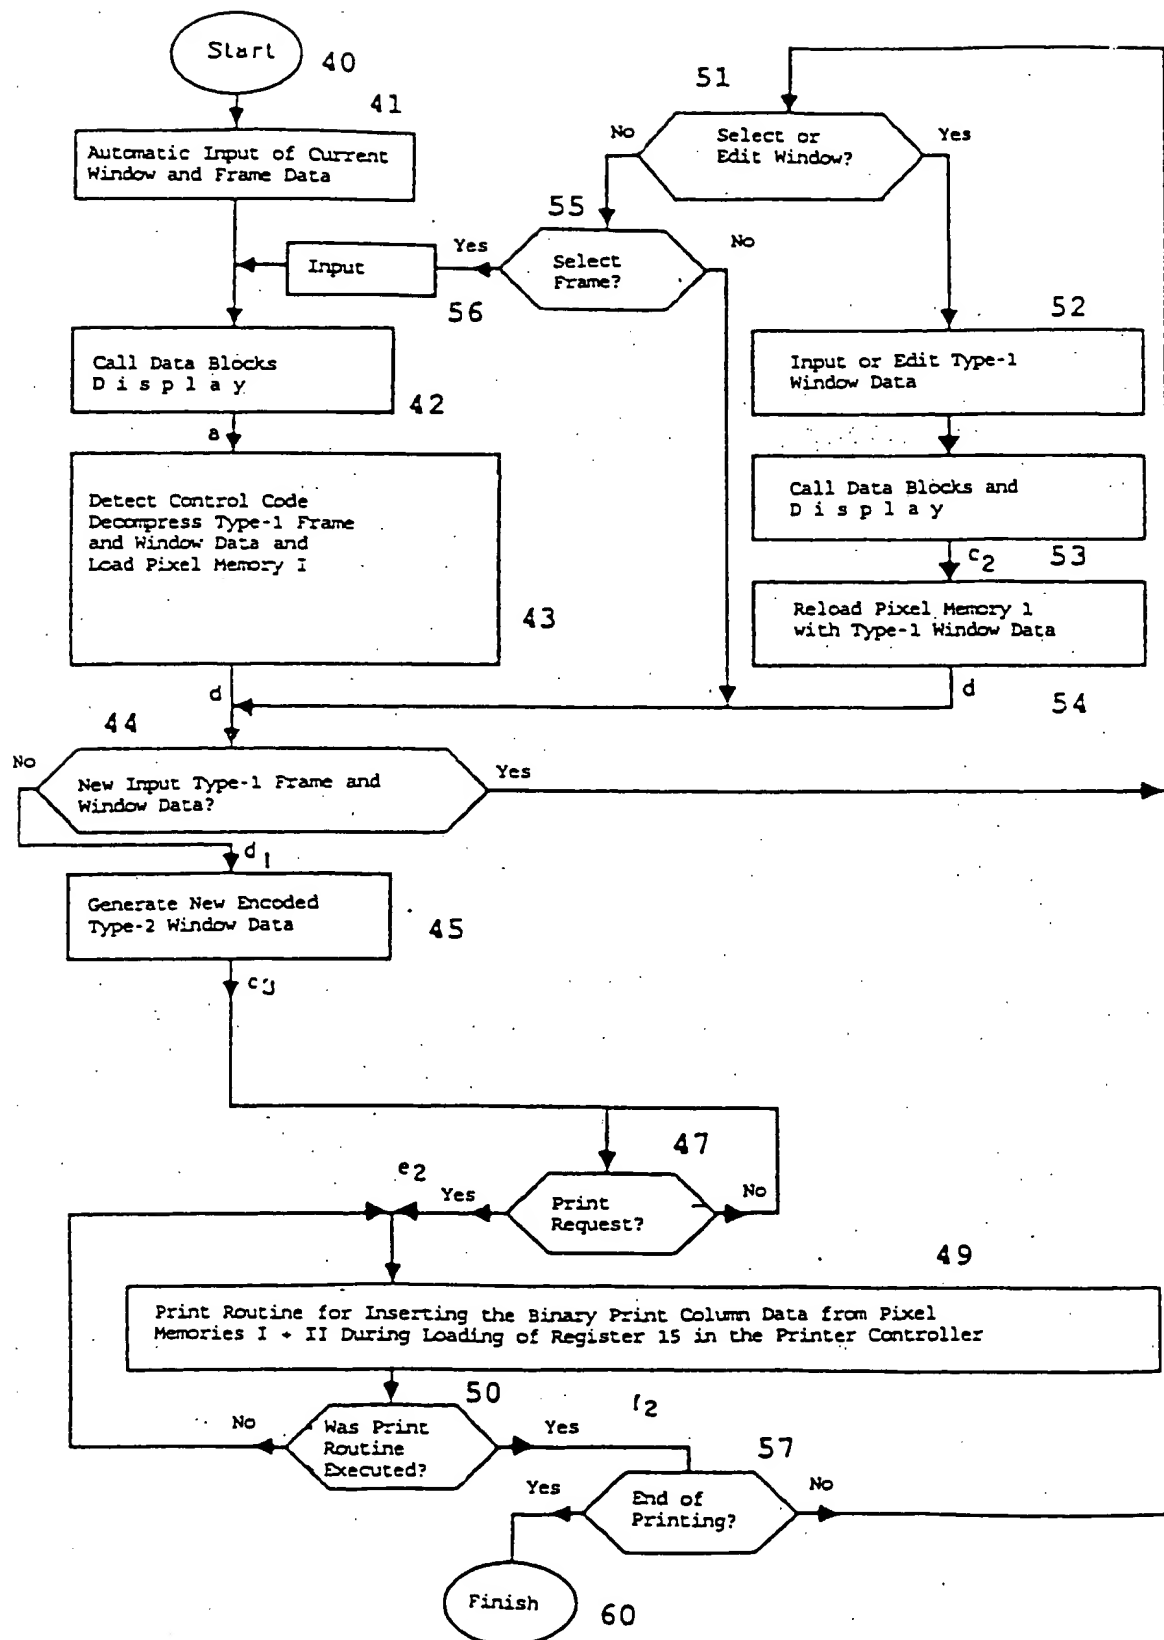 Start
40
41
Automatic Input of Current
Window and Frame Data
51
No
Select or
Edit Window?
Yes
55
Yes
Select
Frame?
No
Input
56
52
Input or Edit Type-1
Window Data
Call Data Blocks
D i s p l a y
42
a
Call Data Blocks and
D i s p l a y
c2
53
Detect Control Code
Decompress Type-1 Frame
and Window Data and
Load Pixel Memory I
43
Reload Pixel Memory 1
with Type-1 Window Data
d
54
d
44
No
New Input Type-1 Frame and
Window Data?
Yes
d1
Generate New Encoded
Type-2 Window Data
45
c3
47
e2
Yes
Print
Request?
No
49
Print Routine for Inserting the Binary Print Column Data from Pixel
Memories I + II During Loading of Register 15 in the Printer Controller
50
f2
No
Was Print
Routine
Executed?
Yes
57
Yes
End of
Printing?
No
Finish
60